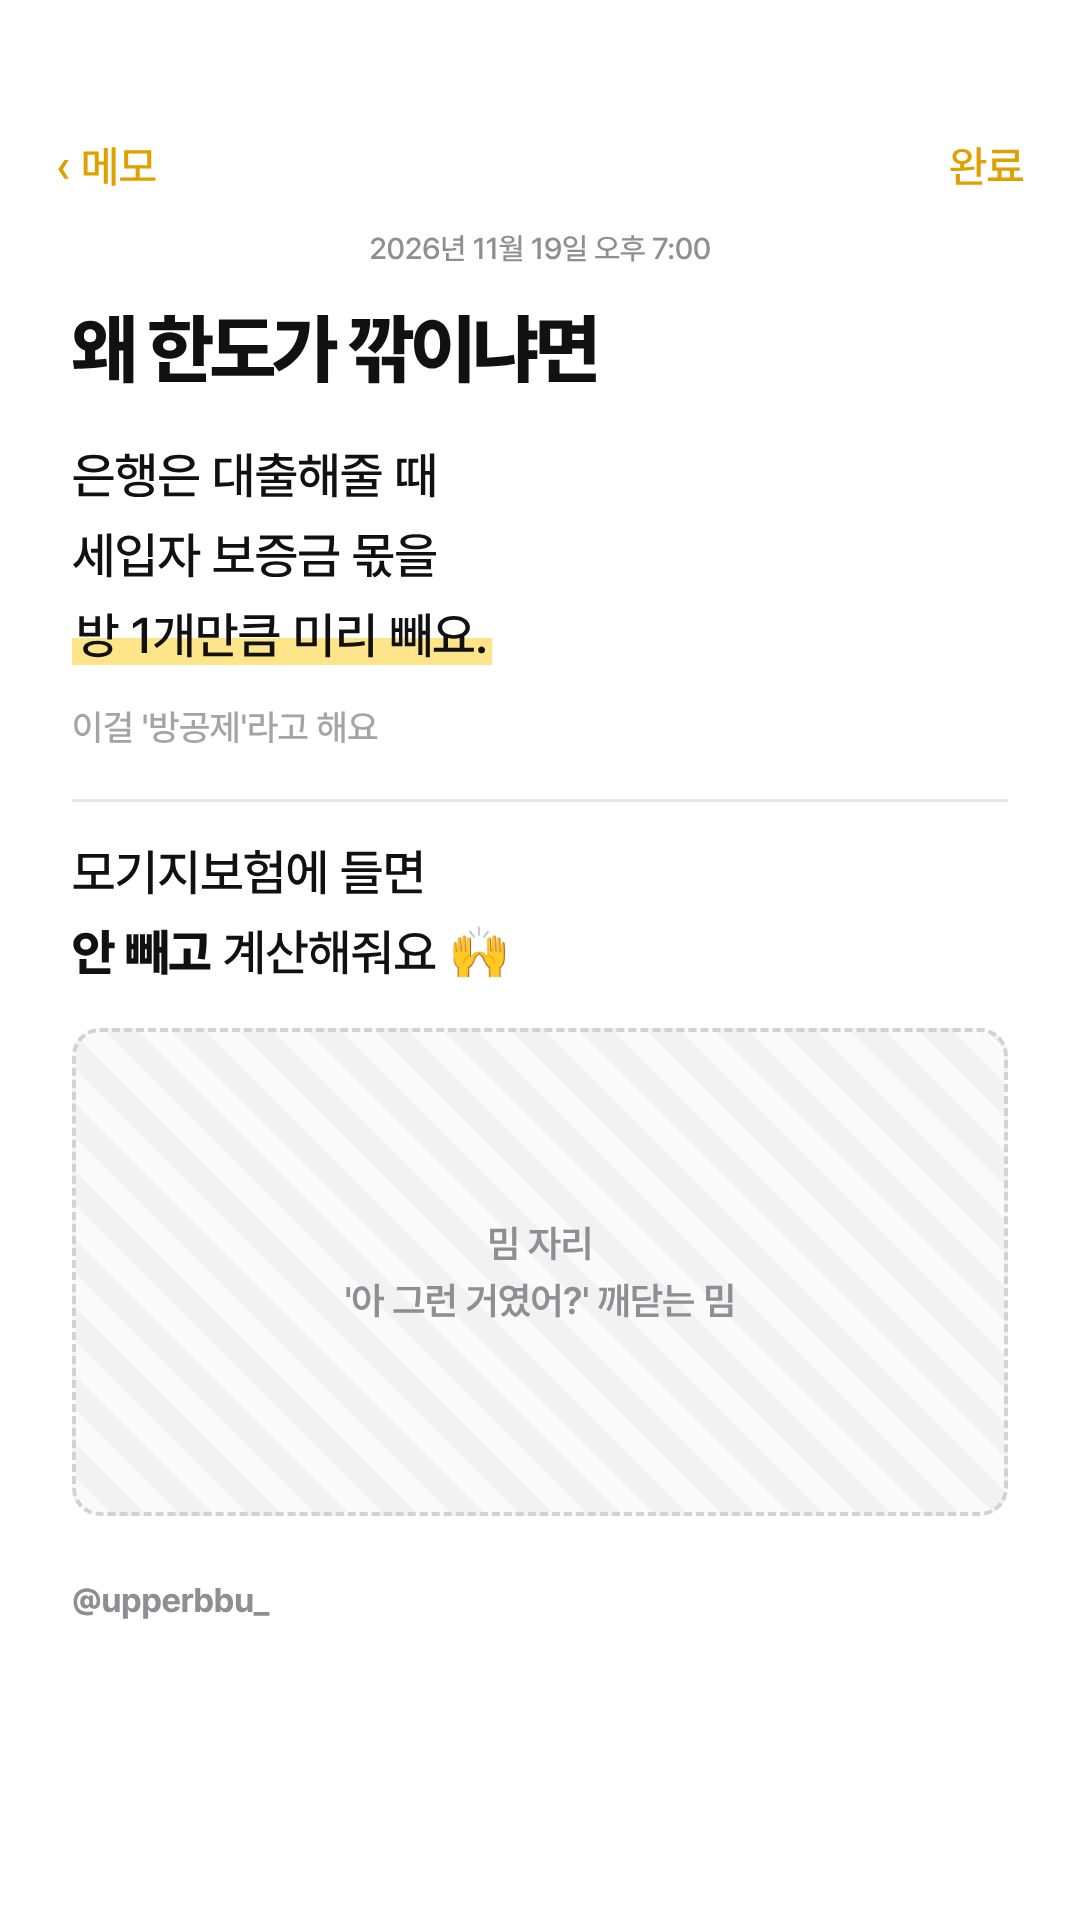 ‹ 메모
완료
2026년 11월 19일 오후 7:00
왜 한도가 깎이냐면
은행은 대출해줄 때
세입자 보증금 몫을
방 1개만큼 미리 빼요.
이걸 '방공제'라고 해요
모기지보험에 들면
안 빼고 계산해줘요 🙌
밈 자리
'아 그런 거였어?' 깨닫는 밈
@upperbbu_